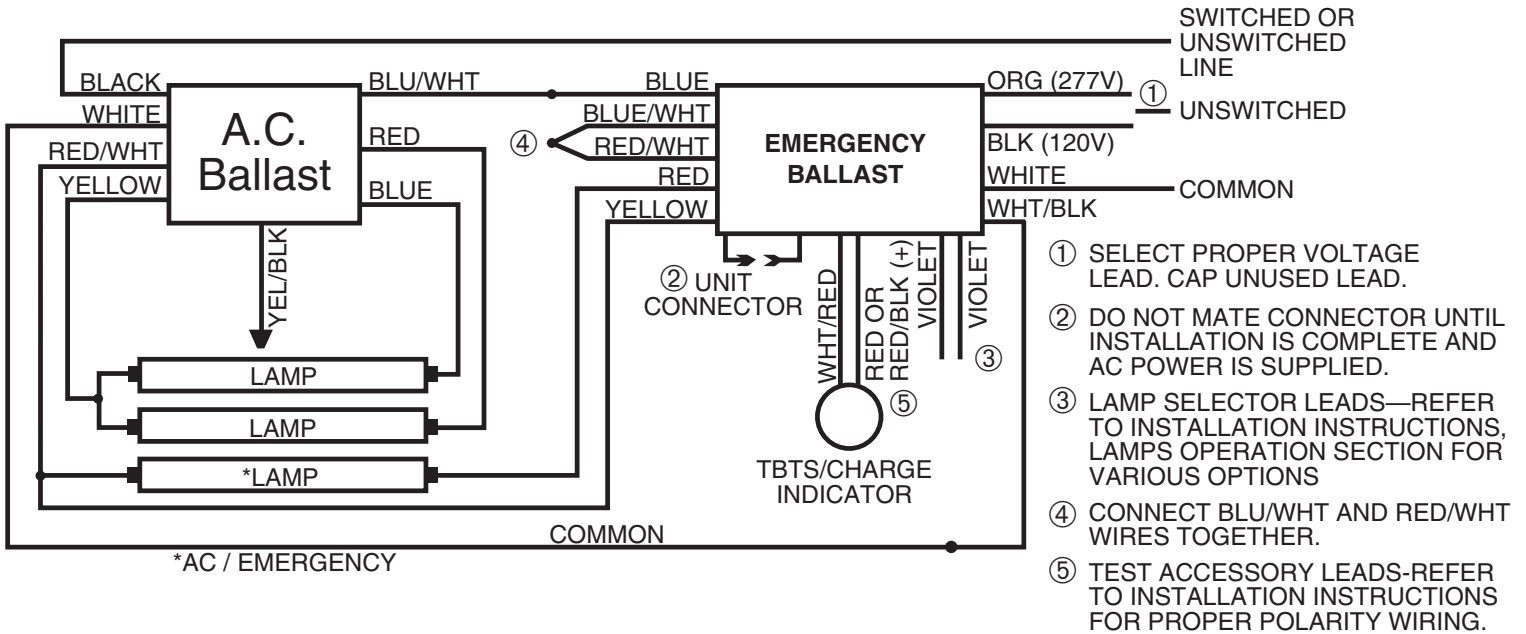 SWITCHED OR
UNSWITCHED
LINE
BLACK
WHITE
RED/WHT
YELLOW
A.C.
Ballast
BLU/WHT
RED
BLUE
YEL/BLK
BLUE
BLUE/WHT
④
RED/WHT
RED
YELLOW
EMERGENCY
BALLAST
ORG (277V)
①
UNSWITCHED
BLK (120V)
WHITE
COMMON
WHT/BLK
② UNIT
CONNECTOR
WHT/RED
RED OR
RED/BLK (+)
VIOLET
VIOLET
③
⑤
TBTS/CHARGE
INDICATOR
LAMP
LAMP
*LAMP
COMMON
*AC / EMERGENCY
① SELECT PROPER VOLTAGE
LEAD. CAP UNUSED LEAD.
② DO NOT MATE CONNECTOR UNTIL
INSTALLATION IS COMPLETE AND
AC POWER IS SUPPLIED.
③ LAMP SELECTOR LEADS—REFER
TO INSTALLATION INSTRUCTIONS,
LAMPS OPERATION SECTION FOR
VARIOUS OPTIONS
④ CONNECT BLU/WHT AND RED/WHT
WIRES TOGETHER.
⑤ TEST ACCESSORY LEADS-REFER
TO INSTALLATION INSTRUCTIONS
FOR PROPER POLARITY WIRING.